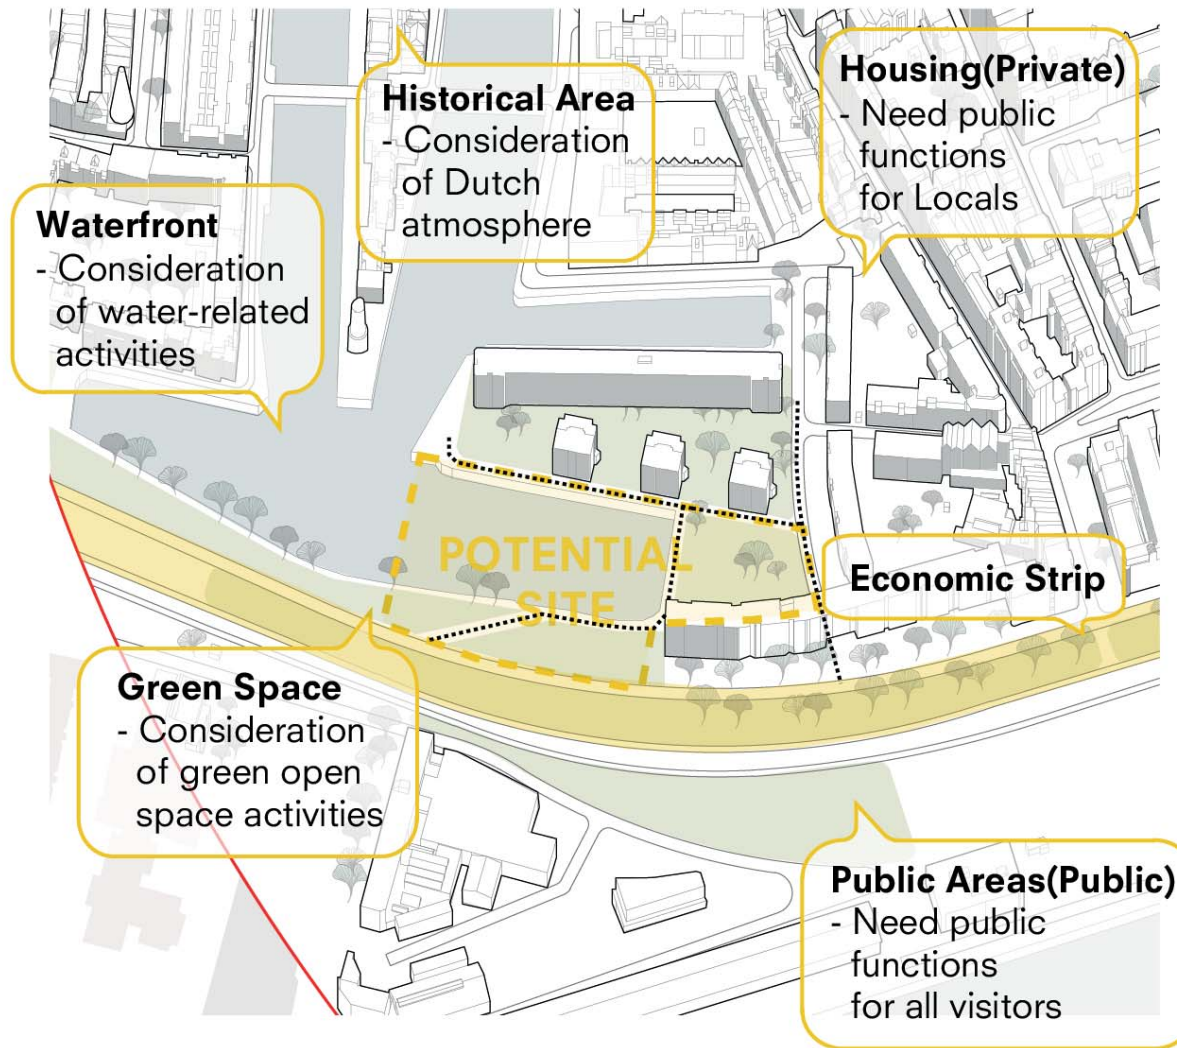 Historical Area
- Consideration
of Dutch
atmosphere
Housing(Private)
- Need public
functions
for Locals
Waterfront
- Consideration
of water-related
activities
POTENTIAL
SITE
Economic Strip
Green Space
- Consideration
of green open
space activities
Public Areas(Public)
- Need public
functions
for all visitors